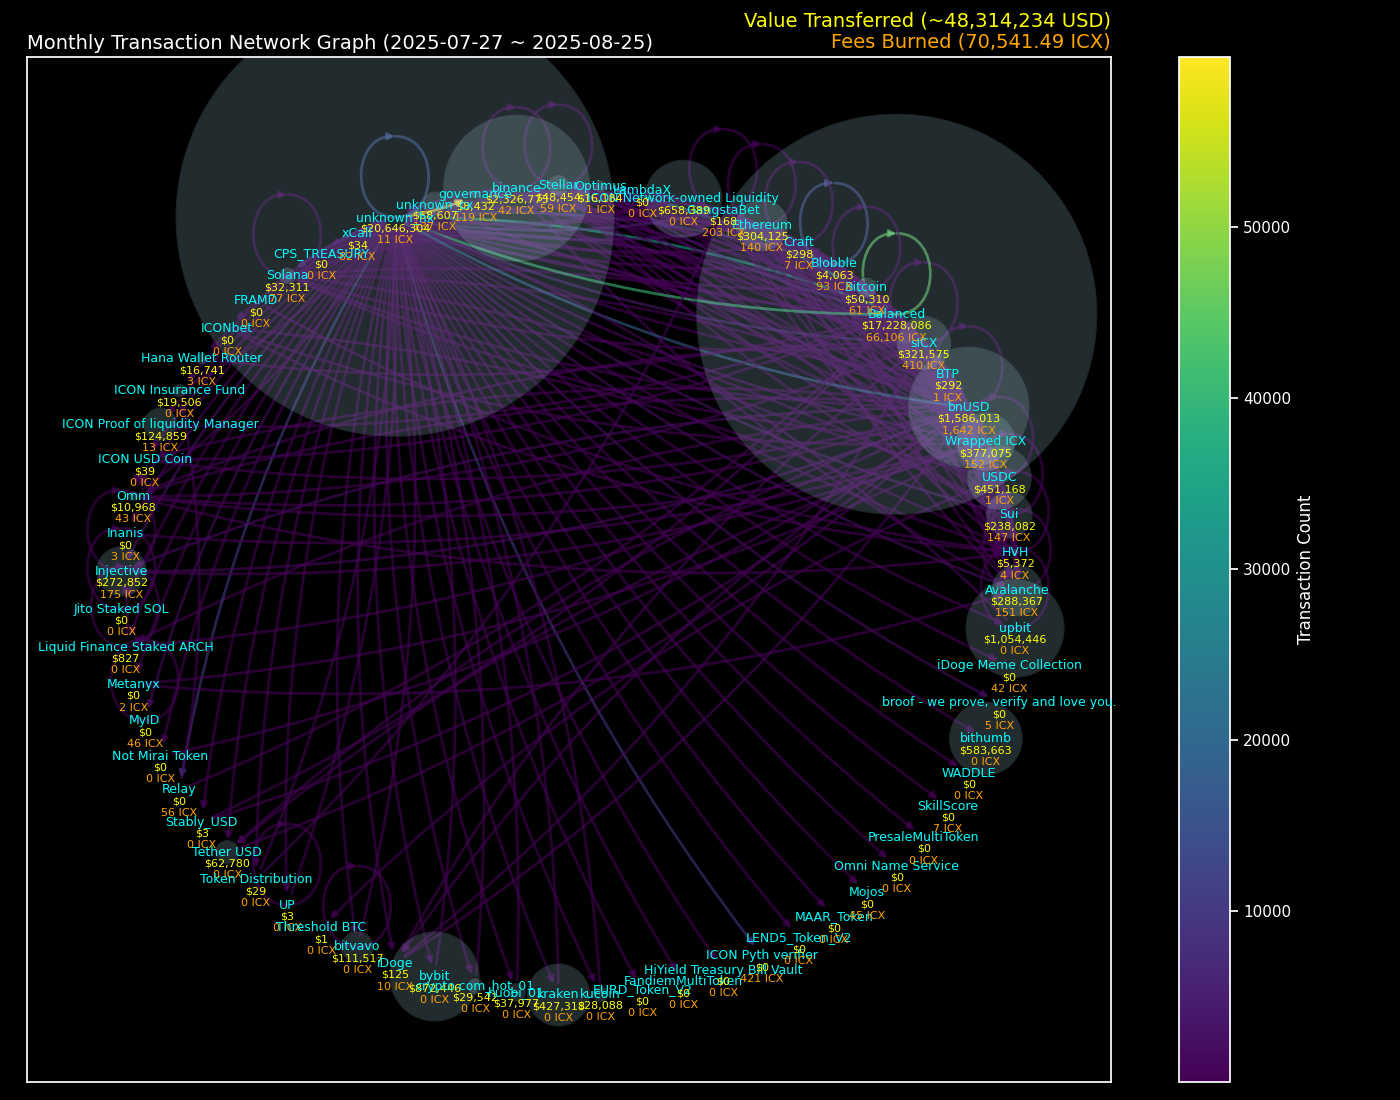 Value Transferred (~48,314,234 USD)
Monthly Transaction Network Graph (2025-07-27 ~ 2025-08-25)
Fees Burned (70,541.49 ICX)
governance
$3,432
119 ICX
binance
42 ICX
Stellar
$48,454
59 ICX
Optimus
$16,184
1 ICX
$0
0 ICX
Network-owned Liquidity
$658,389
0 ICX
$168
203 ICX
Ethereum
$304,125
140 ICX
Craft
$298
7 ICX
Blobble
$4,063
93 ICX
Bitcoin
$50,310
61 ICX
Balanced
$17,228,086
66,106 ICX
sICX
$321,575
410 ICX
BTP
$292
1 ICX
bnUSD
$1,586,013
1,642 ICX
Wrapped ICX
$377,075
152 ICX
USDC
$451,168
1 ICX
Sui
$238,082
147 ICX
HVH
$5,372
4 ICX
Avalanche
$288,367
151 ICX
upbit
$1,054,446
0 ICX
iDoge Meme Collection
$0
42 ICX
broof - we prove, verify and love you.
$0
5 ICX
bithumb
$583,663
0 ICX
WADDLE
$0
0 ICX
SkillScore
$0
7 ICX
PresaleMultiToken
$0
0 ICX
Omni Name Service
$0
0 ICX
Mojos
$0
45 ICX
MAAR_Token
$0
0 ICX
LEND5_Token_V2
$0
0 ICX
ICON Pyth verifier
$0
421 ICX
HiYield Treasury Bill Vault
$0
0 ICX
FandiemMultiToken
$0
0 ICX
EURD_Token_V2
$0
0 ICX
kucoin
$28,088
0 ICX
kraken
$427,318
0 ICX
huobi_01
$37,977
0 ICX
crypto.com_hot_01
0 ICX
bybit
$872,446
0 ICX
iDoge
$125
10 ICX
bitvavo
$111,517
0 ICX
Threshold BTC
$1
0 ICX
UP
$3
0 ICX
Token Distribution
$29
0 ICX
Tether USD
$62,780
0 ICX
Stably_USD
$3
0 ICX
Relay
$0
56 ICX
Not Mirai Token
$0
0 ICX
MyID
$0
46 ICX
Metanyx
$0
2 ICX
Liquid Finance Staked ARCH
$827
0 ICX
Jito Staked SOL
$0
0 ICX
Injective
$272,852
175 ICX
Inanis
$0
3 ICX
Omm
$10,968
43 ICX
ICON USD Coin
$39
0 ICX
ICON Proof of liquidity Manager
$124,859
13 ICX
ICON Insurance Fund
$19,506
0 ICX
Hana Wallet Router
$16,741
3 ICX
ICONbet
$0
0 ICX
FRAMD
$0
0 ICX
Solana
$32,311
77 ICX
CPS_TREASURY
$0
0 ICX
xCall
$34
82 ICX
$20,646,304
11 ICX
$68,607
50000
40000
30000
20000
10000
Transaction Count